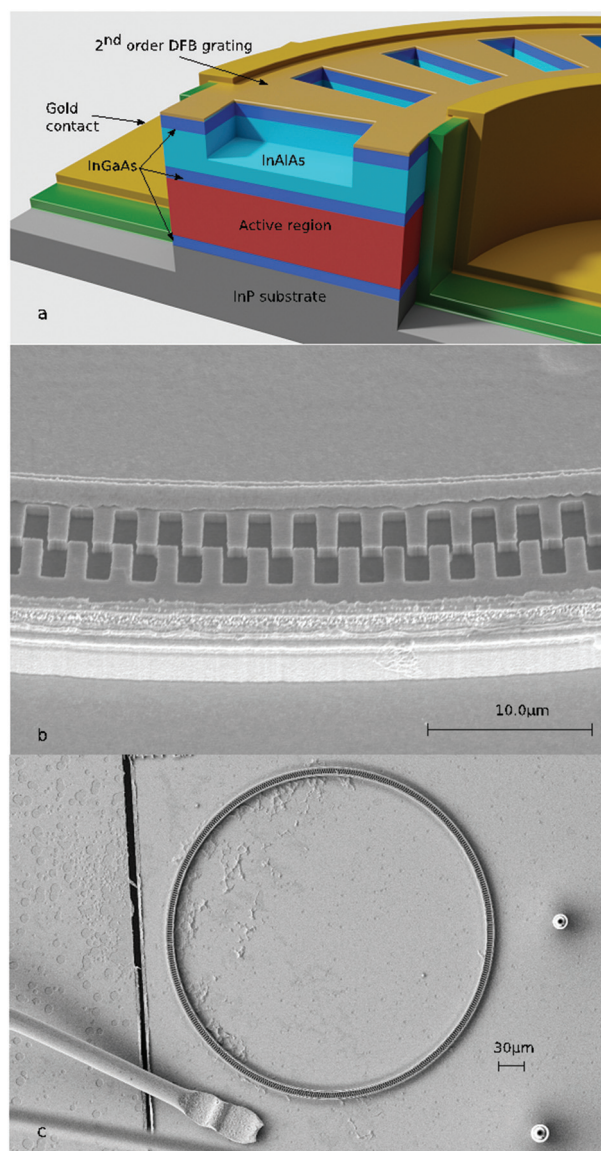 2nd order DFB grating
Gold
contact
InGaAs
InAlAs
Active region
InP substrate
a
10.0µm
b
30µm
c